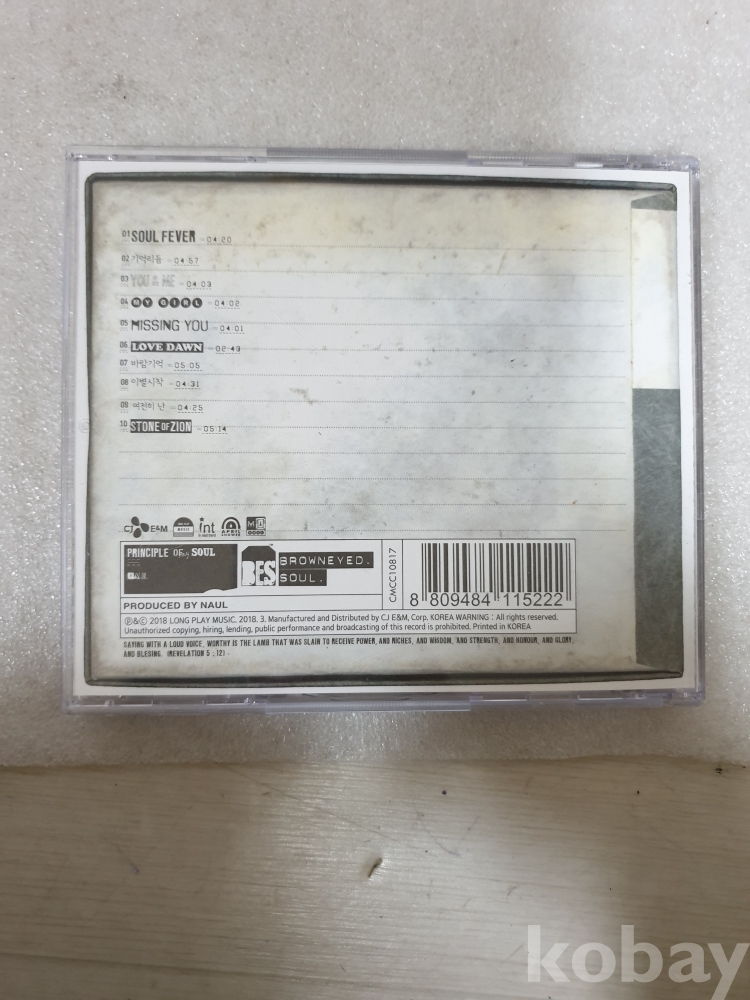 01 SOUL FEVER - 04:20
02 기억리듬 - 04:57
03 YOU & ME - 04:03
04 MY GIRL - 04:02
05 MISSING YOU - 04:01
06 LOVE DAWN - 02:49
07 바람기억 - 05:05
08 이별시작 - 04:31
09 여전히 난 - 04:25
10 STONE OF ZION - 05:14
CJ E&M
int
APRIL
PRINCIPLE OF my SOUL
BES BROWNEYED. SOUL.
PRODUCED BY NAUL
CMCC10817
8 809484 115222
℗&© 2018 LONG PLAY MUSIC. 2018. 3. Manufactured and Distributed by CJ E&M, Corp. KOREA WARNING : All rights reserved.
Unauthorized copying, hiring, lending, public performance and broadcasting of this record is prohibited. Printed in KOREA
SAYING WITH A LOUD VOICE, WORTHY IS THE LAMB THAT WAS SLAIN TO RECEIVE POWER, AND RICHES, AND WISDOM, AND STRENGTH, AND HONOUR, AND GLORY,
AND BLESING. (REVELATION 5 : 12)
kobay